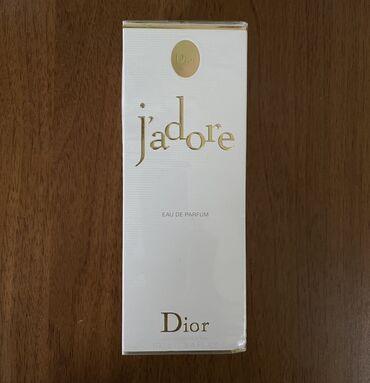 Dior
j'adore
EAU DE PARFUM
Dior